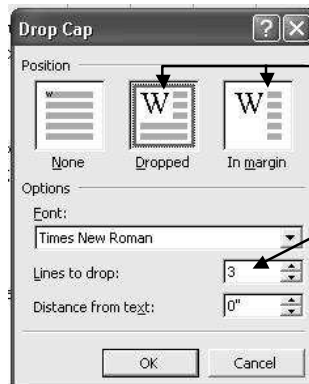 Drop Cap
Position
W
W
W
None
Dropped
In margin
Options
Font:
Times New Roman
Lines to drop:
3
Distance from text:
0"
OK
Cancel